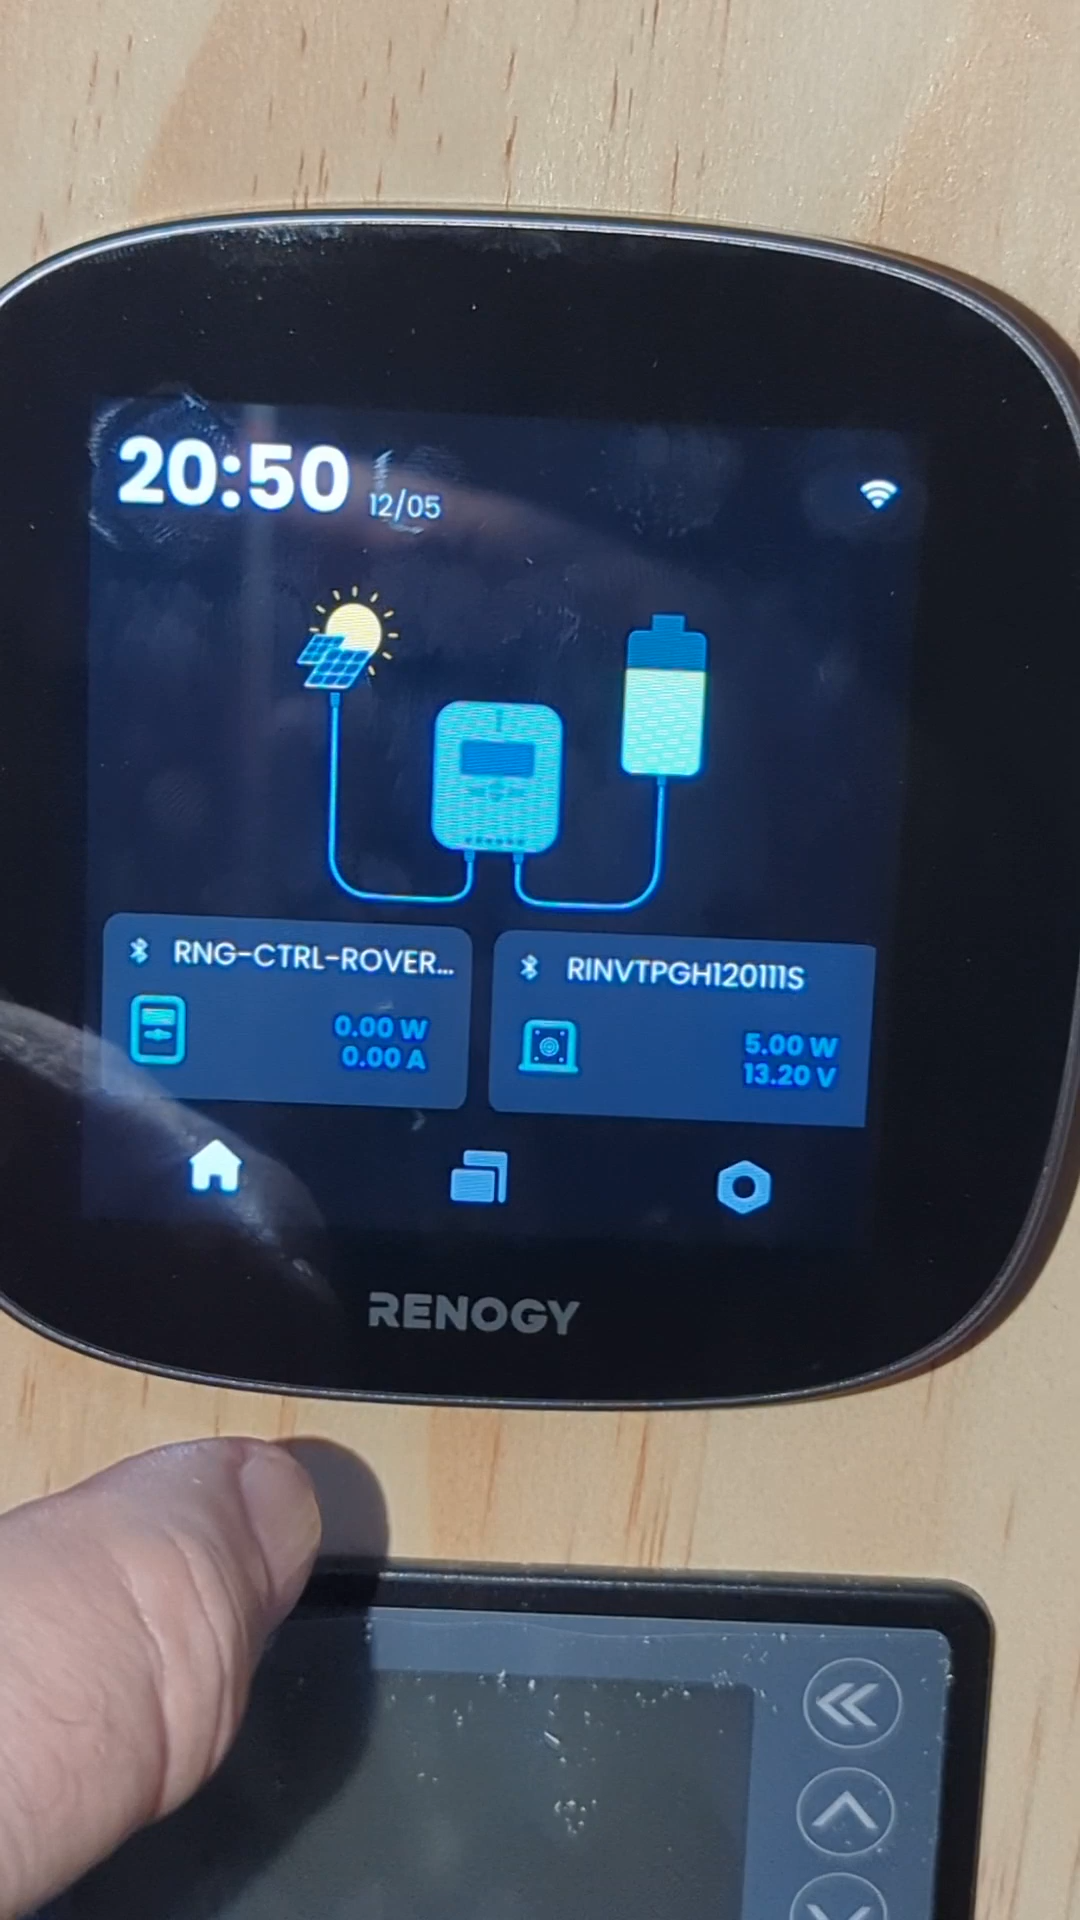 20:50 12/05
RNG-CTRL-ROVER...
0.00 W
0.00 A
RINVTPGH120111S
5.00 W
13.20 V
RENOGY